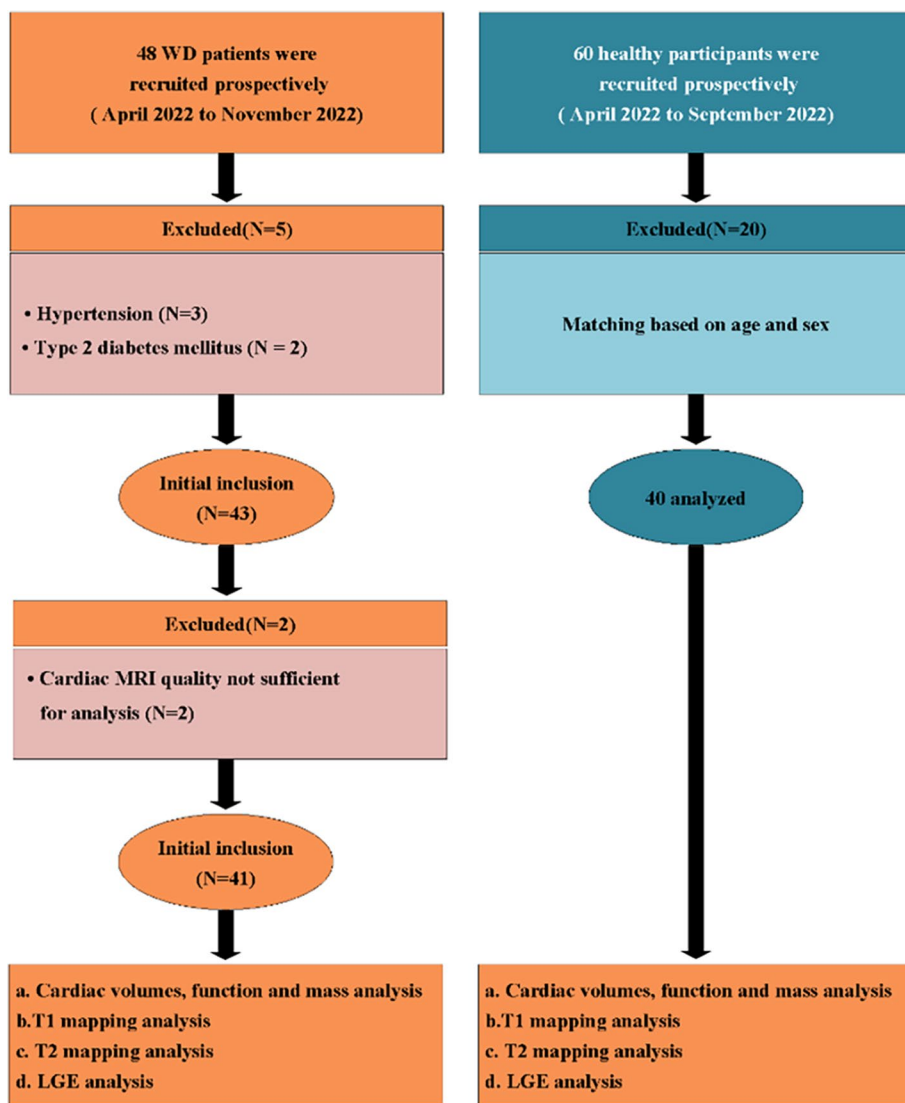 48 WD patients were
recruited prospectively
( April 2022 to November 2022)
Excluded(N=5)
• Hypertension (N=3)
• Type 2 diabetes mellitus (N = 2)
Initial inclusion
(N=43)
Excluded(N=2)
• Cardiac MRI quality not sufficient
for analysis (N=2)
Initial inclusion
(N=41)
a. Cardiac volumes, function and mass analysis
b.T1 mapping analysis
c. T2 mapping analysis
d. LGE analysis
60 healthy participants were
recruited prospectively
( April 2022 to September 2022)
Excluded(N=20)
Matching based on age and sex
40 analyzed
a. Cardiac volumes, function and mass analysis
b.T1 mapping analysis
c. T2 mapping analysis
d. LGE analysis